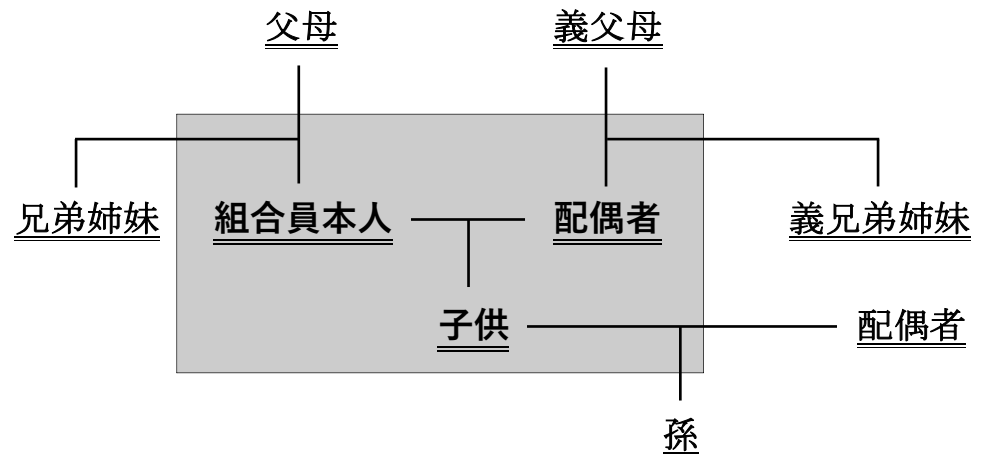 父母
義父母
兄弟姉妹
組合員本人
配偶者
義兄弟姉妹
子供
配偶者
孫